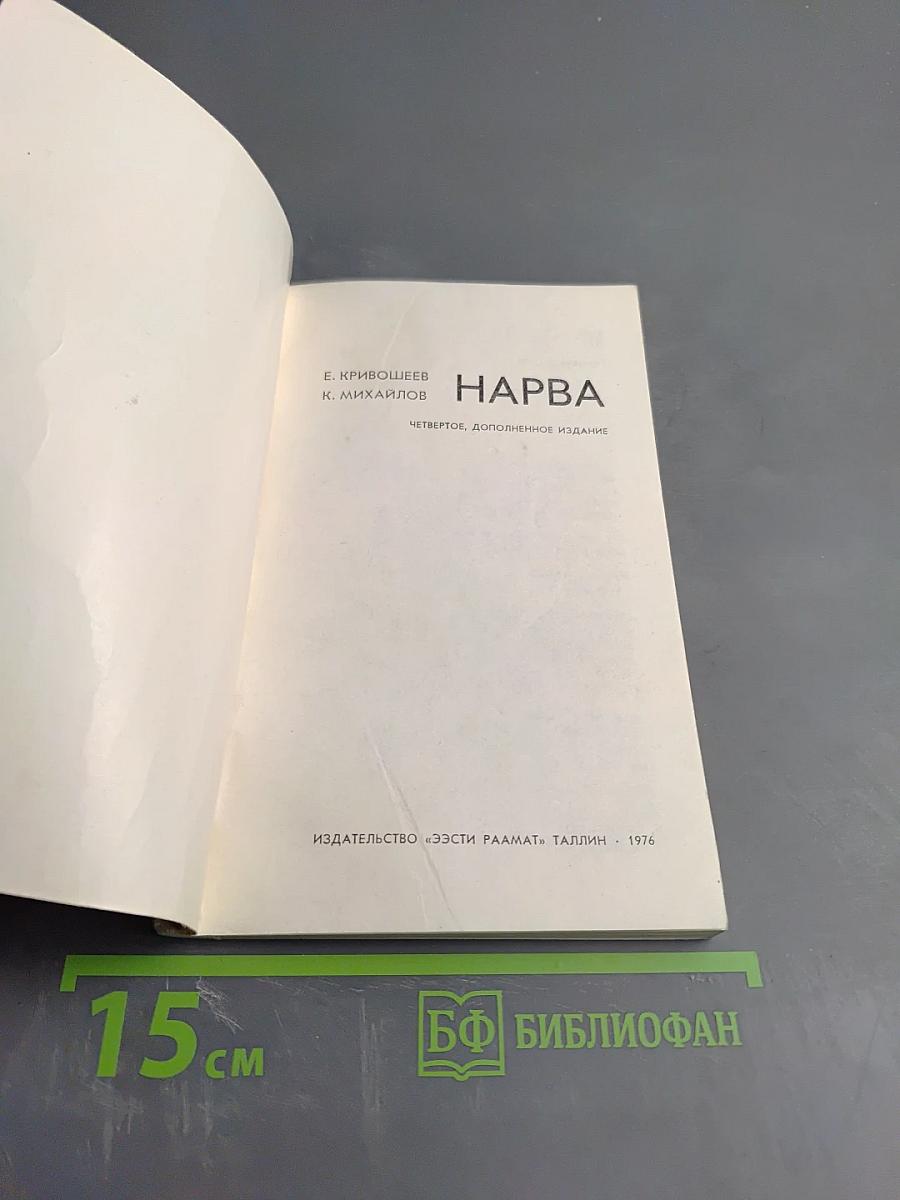 Е. КРИВОШЕЕВ
К. МИХАЙЛОВ
НАРВА
ЧЕТВЕРТОЕ, ДОПОЛНЕННОЕ ИЗДАНИЕ
ИЗДАТЕЛЬСТВО «ЭЭСТИ РААМАТ» ТАЛЛИН · 1976
15 см
БФ БИБЛИОФАН